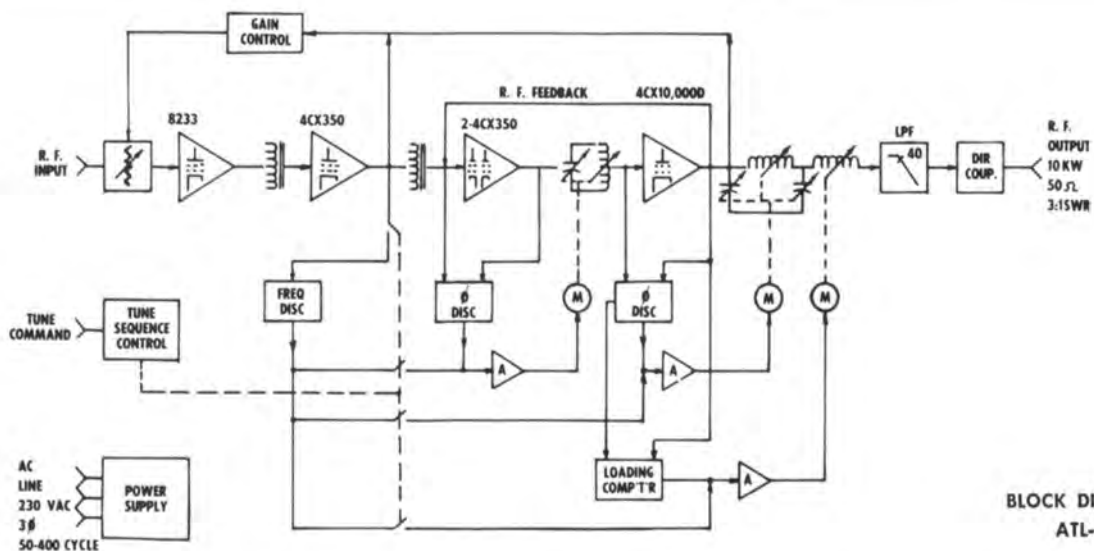 GAIN
CONTROL
R. F. FEEDBACK
4CX10,000D
8233
4CX350
2-4CX350
R. F.
INPUT
LPF
40
DIR
COUP.
R. F.
OUTPUT
10 KW
50 Ω
3:1SWR
FREQ
DISC
ø
DISC
M
ø
DISC
M
M
TUNE
COMMAND
TUNE
SEQUENCE
CONTROL
A
A
LOADING
COMP'T'R
A
AC
LINE
230 VAC
3 ø
50-400 CYCLE
POWER
SUPPLY
BLOCK DI
ATL-